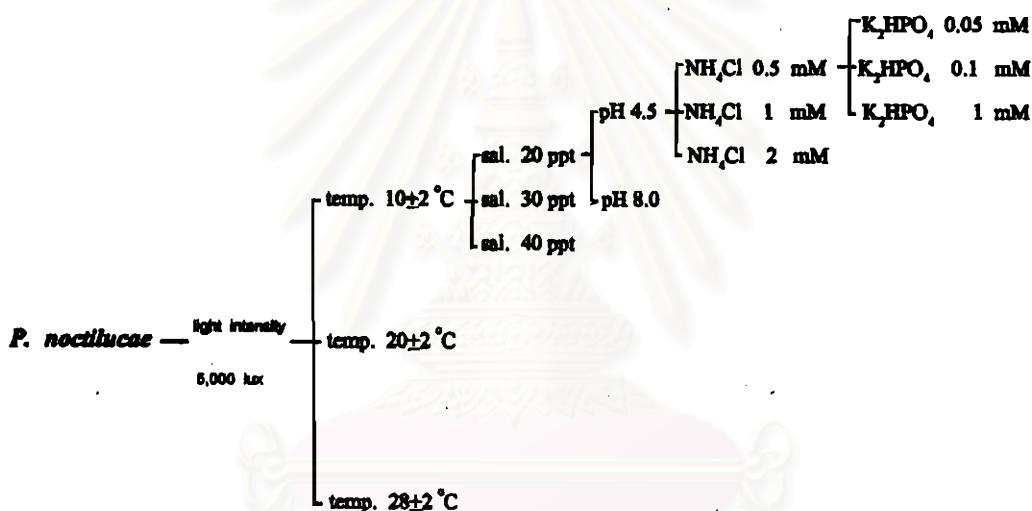 K₂HPO₄ 0.05 mM
NH₄Cl 0.5 mM K₂HPO₄ 0.1 mM
pH 4.5 NH₄Cl 1 mM K₂HPO₄ 1 mM
sal. 20 ppt NH₄Cl 2 mM
temp. 10±2 °C sal. 30 ppt pH 8.0
sal. 40 ppt
P. noctilucae light intensity temp. 20±2 °C
5,000 lux
temp. 28±2 °C